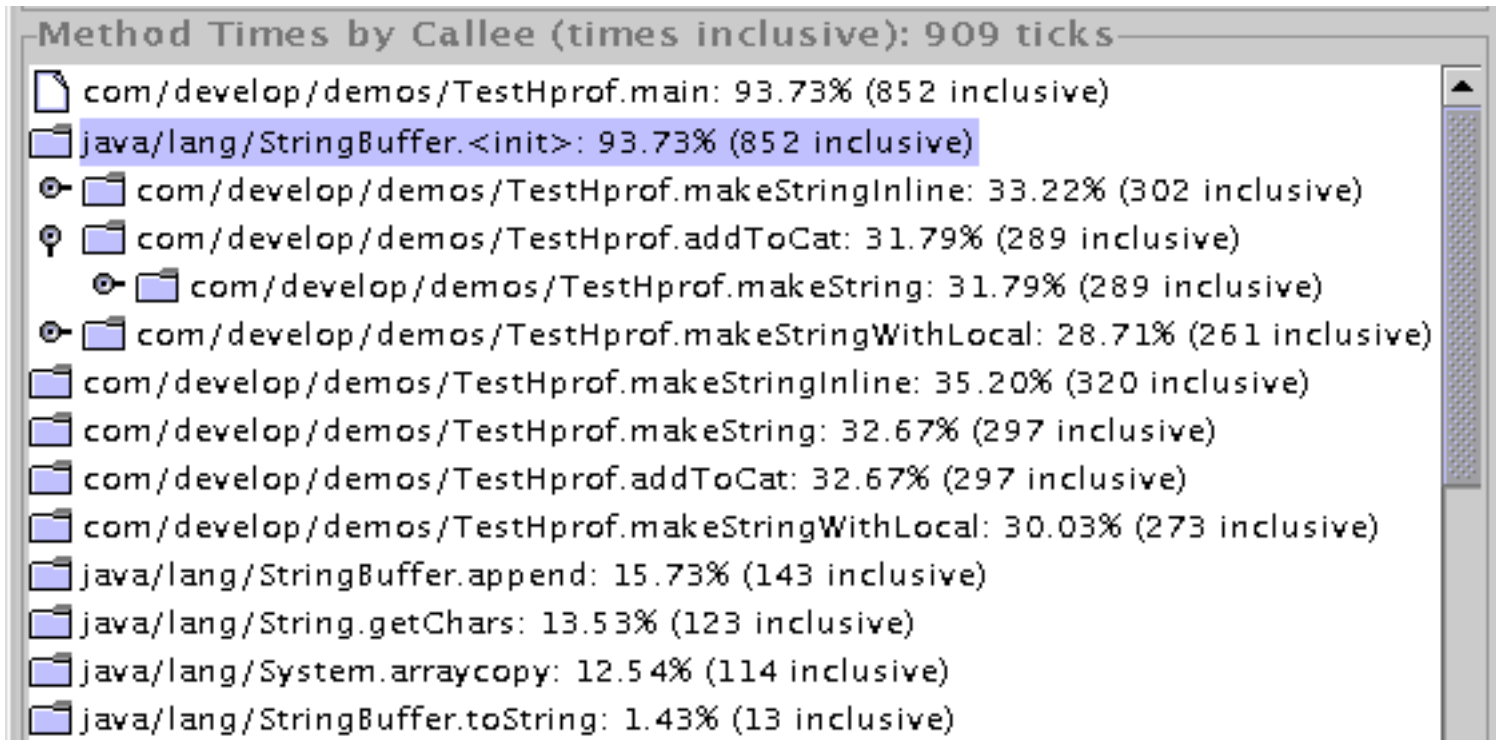 Method Times by Callee (times inclusive): 909 ticks
com/develop/demos/TestHprof.main: 93.73% (852 inclusive)
java/lang/StringBuffer.<init>: 93.73% (852 inclusive)
com/develop/demos/TestHprof.makeStringInline: 33.22% (302 inclusive)
com/develop/demos/TestHprof.addToCat: 31.79% (289 inclusive)
com/develop/demos/TestHprof.makeString: 31.79% (289 inclusive)
com/develop/demos/TestHprof.makeStringWithLocal: 28.71% (261 inclusive)
com/develop/demos/TestHprof.makeStringInline: 35.20% (320 inclusive)
com/develop/demos/TestHprof.makeString: 32.67% (297 inclusive)
com/develop/demos/TestHprof.addToCat: 32.67% (297 inclusive)
com/develop/demos/TestHprof.makeStringWithLocal: 30.03% (273 inclusive)
java/lang/StringBuffer.append: 15.73% (143 inclusive)
java/lang/String.getChars: 13.53% (123 inclusive)
java/lang/System.arraycopy: 12.54% (114 inclusive)
java/lang/StringBuffer.toString: 1.43% (13 inclusive)